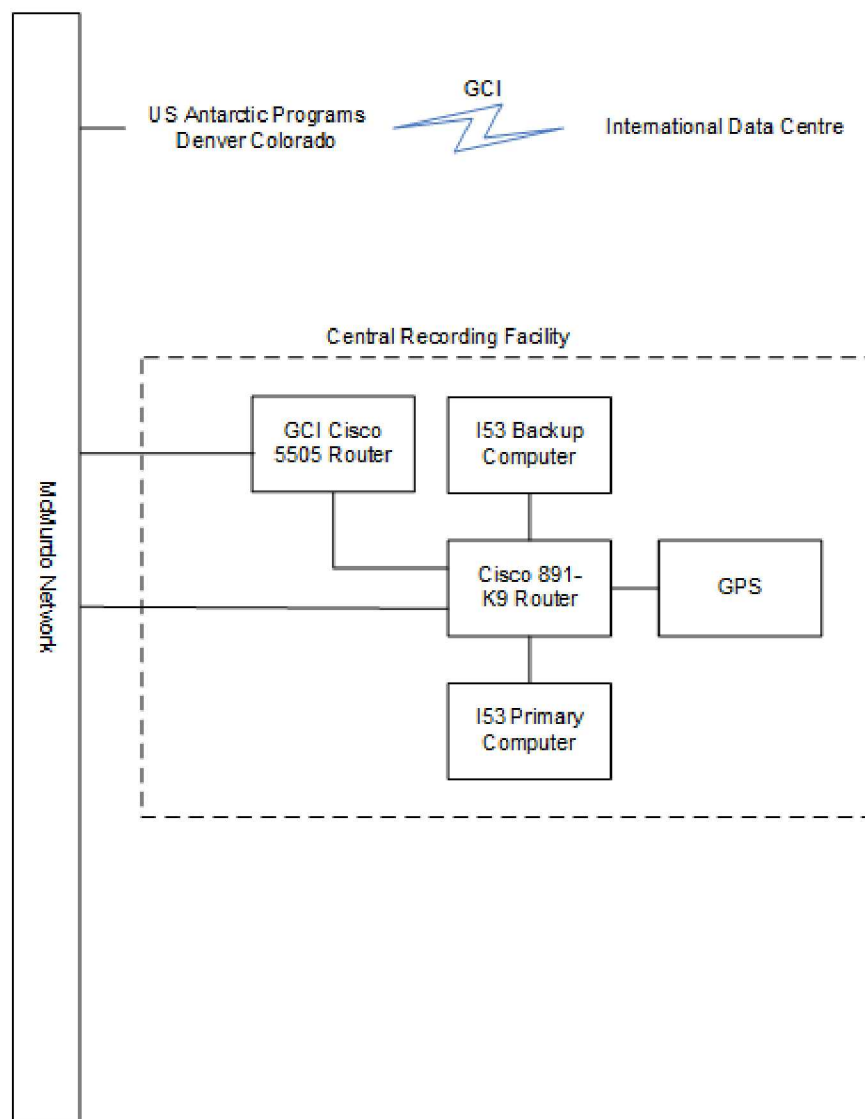 GCI
US Antarctic Programs
Denver Colorado
International Data Centre
Central Recording Facility
GCI Cisco
5505 Router
I53 Backup
Computer
McMurdo Network
Cisco 891-
K9 Router
GPS
I53 Primary
Computer